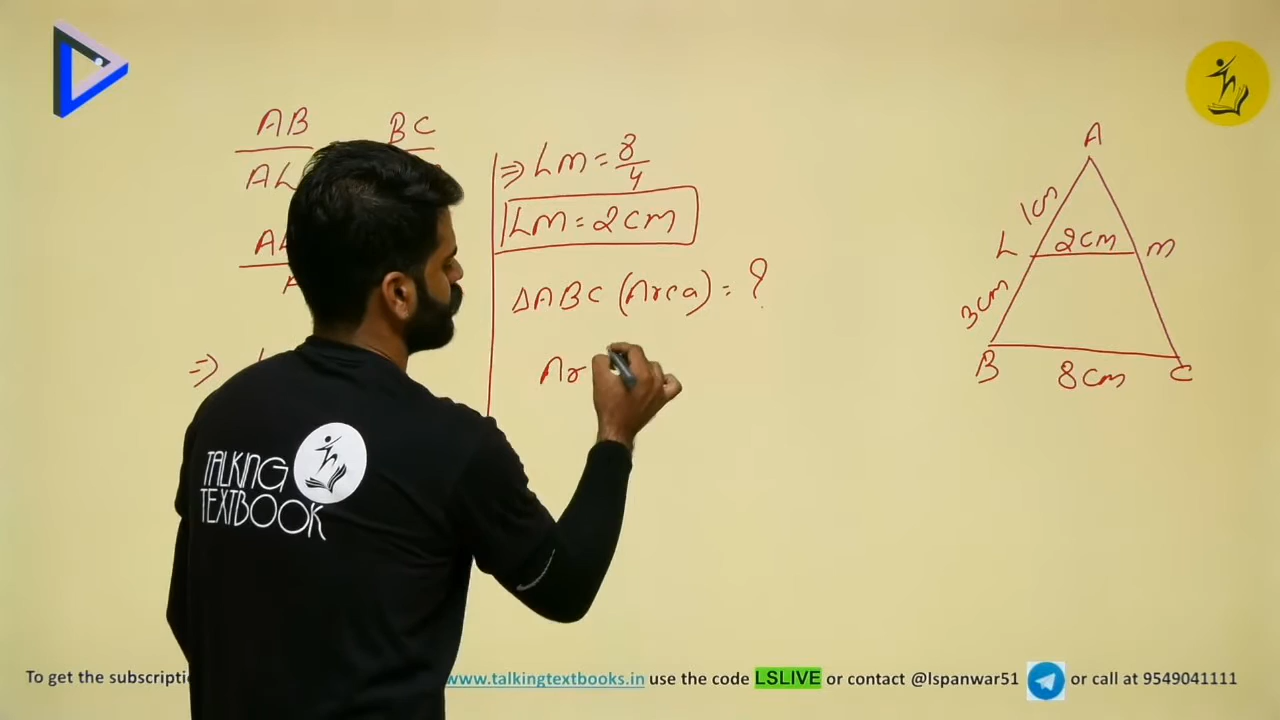 AB BC
AL
⇒
⇒ LM = 8/4
LM = 2cm
ΔABC (Area) = ?
Ar
A
1cm
L 2cm M
3cm
B 8cm C
TALKING
TEXTBOOK
To get the www.talkingtextbooks.in use the code LSLIVE or contact @lspanwar51 or call at 9549041111